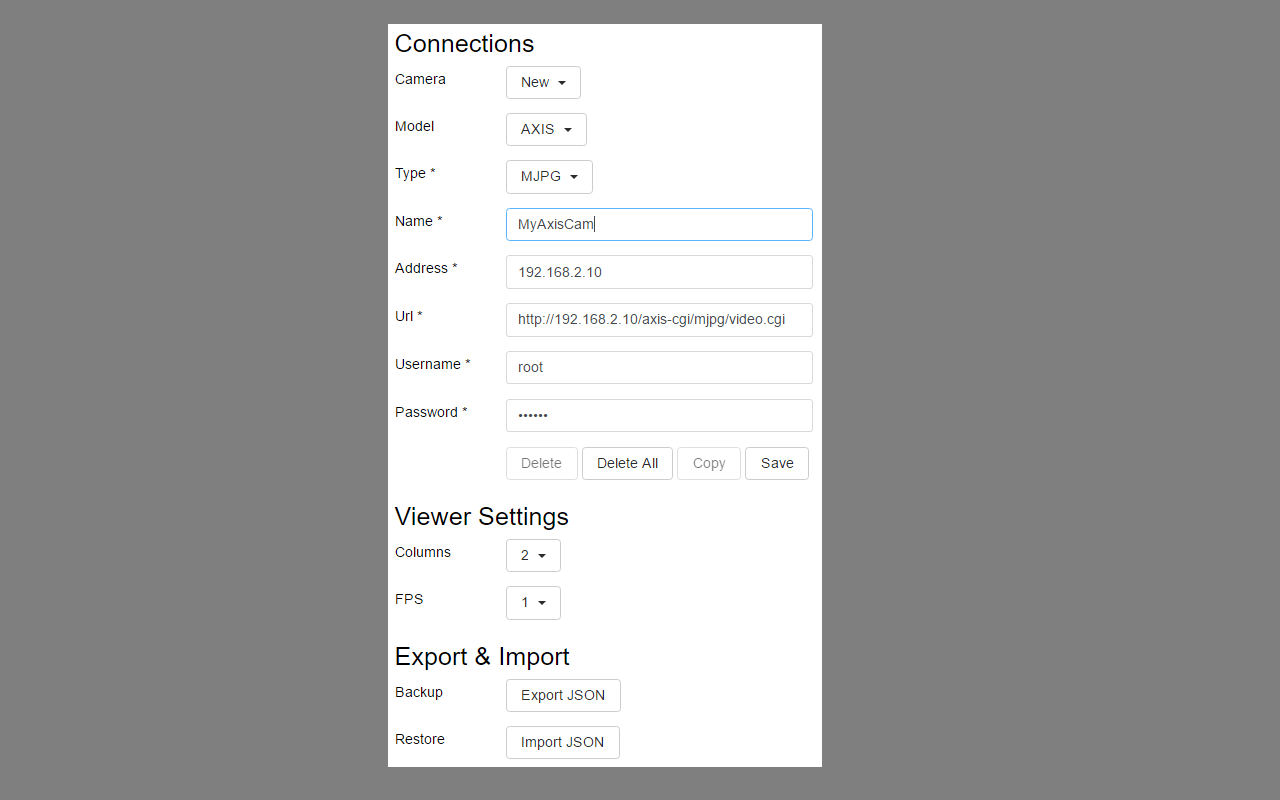 Connections
Camera New
Model AXIS
Type * MJPG
Name * MyAxisCam
Address * 192.168.2.10
Url * http://192.168.2.10/axis-cgi/mjpg/video.cgi
Username * root
Password * ••••••
Delete Delete All Copy Save
Viewer Settings
Columns 2
FPS 1
Export & Import
Backup Export JSON
Restore Import JSON